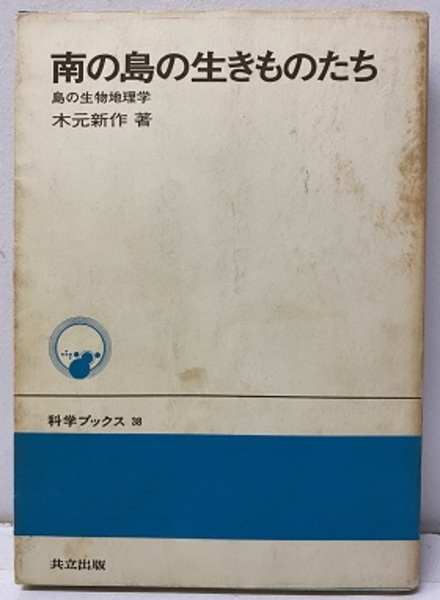 南の島の生きものたち
島の生物地理学
木元新作 著
科学ブックス 38
共立出版